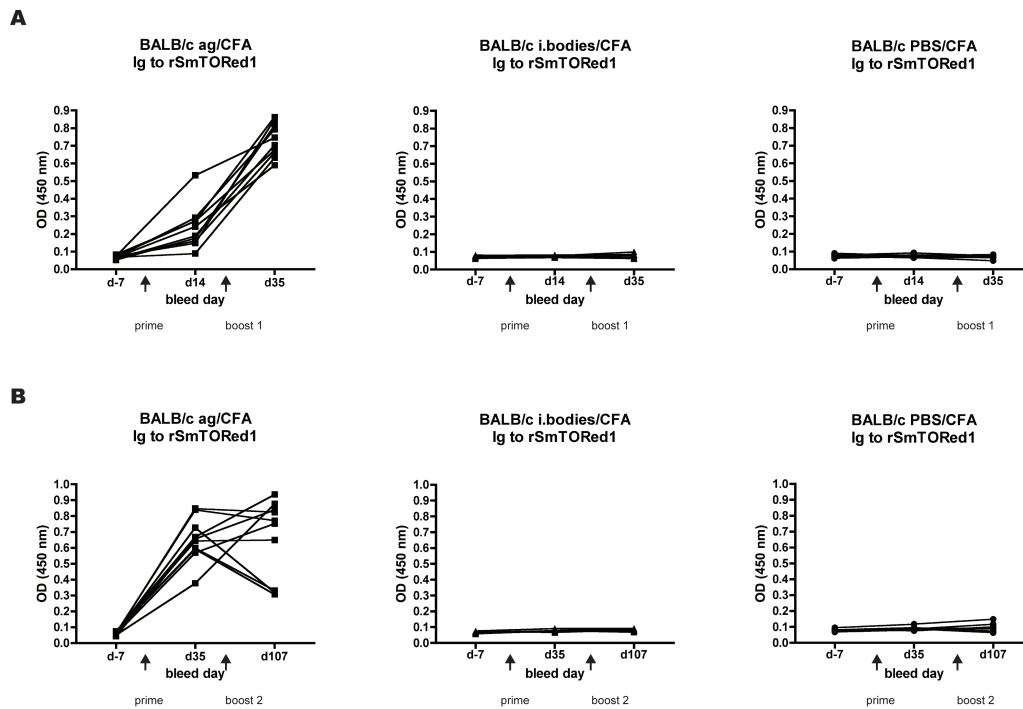 A
BALB/c ag/CFA
Ig to rSmTORed1
OD (450 nm)
0.9
0.8
0.7
0.6
0.5
0.4
0.3
0.2
0.1
0.0
d-7
d14
d35
bleed day
prime
boost 1
BALB/c i.bodies/CFA
Ig to rSmTORed1
OD (450 nm)
0.9
0.8
0.7
0.6
0.5
0.4
0.3
0.2
0.1
0.0
d-7
d14
d35
bleed day
prime
boost 1
BALB/c PBS/CFA
Ig to rSmTORed1
OD (450 nm)
0.9
0.8
0.7
0.6
0.5
0.4
0.3
0.2
0.1
0.0
d-7
d14
d35
bleed day
prime
boost 1
B
BALB/c ag/CFA
Ig to rSmTORed1
OD (450 nm)
1.0
0.9
0.8
0.7
0.6
0.5
0.4
0.3
0.2
0.1
0.0
d-7
d35
d107
bleed day
prime
boost 2
BALB/c i.bodies/CFA
Ig to rSmTORed1
OD (450 nm)
1.0
0.9
0.8
0.7
0.6
0.5
0.4
0.3
0.2
0.1
0.0
d-7
d35
d107
bleed day
prime
boost 2
BALB/c PBS/CFA
Ig to rSmTORed1
OD (450 nm)
1.0
0.9
0.8
0.7
0.6
0.5
0.4
0.3
0.2
0.1
0.0
d-7
d35
d107
bleed day
prime
boost 2